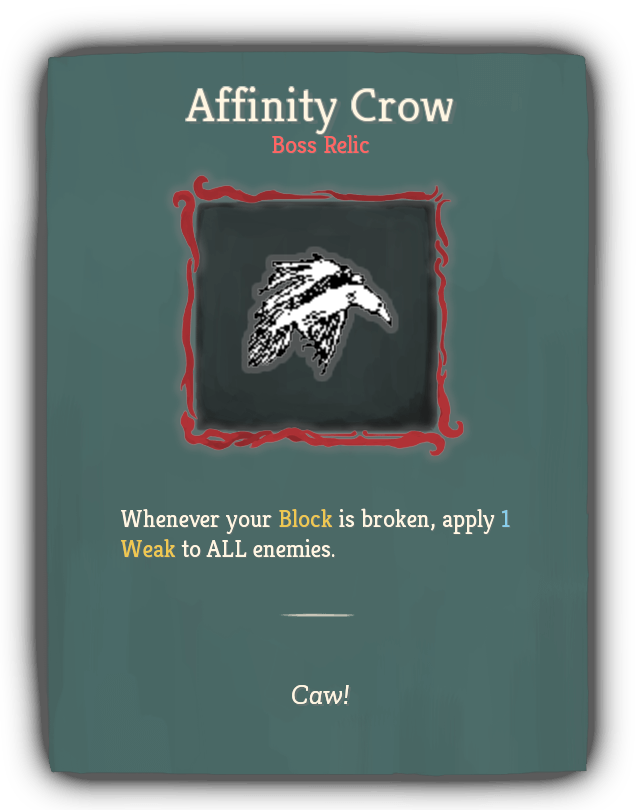 Affinity Crow
Boss Relic
Whenever your Block is broken, apply 1
Weak to ALL enemies.
Caw!